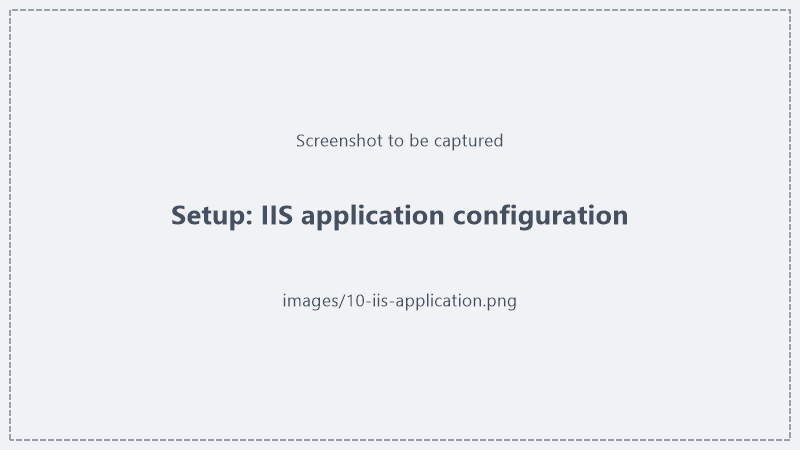 Screenshot to be captured
Setup: IIS application configuration
images/10-iis-application.png